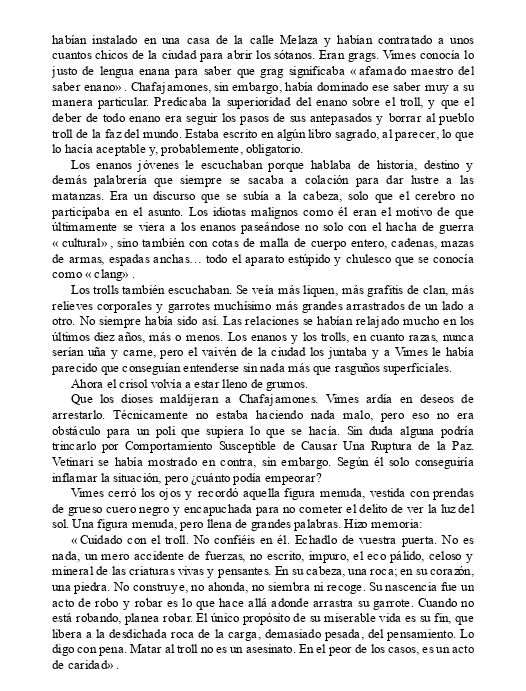 habían instalado en una casa de la calle Melaza y habían contratado a unos
cuantos chicos de la ciudad para abrir los sótanos. Eran grags. Vimes conocía lo
justo de lengua enana para saber que grag significaba «afamado maestro del
saber enano». Chafajamones, sin embargo, había dominado ese saber muy a su
manera particular. Predicaba la superioridad del enano sobre el troll, y que el
deber de todo enano era seguir los pasos de sus antepasados y borrar al pueblo
troll de la faz del mundo. Estaba escrito en algún libro sagrado, al parecer, lo que
lo hacía aceptable y, probablemente, obligatorio.
Los enanos jóvenes le escuchaban porque hablaba de historia, destino y
demás palabrería que siempre se sacaba a colación para dar lustre a las
matanzas. Era un discurso que se subía a la cabeza, solo que el cerebro no
participaba en el asunto. Los idiotas malignos como él eran el motivo de que
últimamente se viera a los enanos paseándose no solo con el hacha de guerra
«cultural», sino también con cotas de malla de cuerpo entero, cadenas, mazas
de armas, espadas anchas… todo el aparato estúpido y chulesco que se conocía
como «clang».
Los trolls también escuchaban. Se veía más liquen, más grafitis de clan, más
relieves corporales y garrotes muchísimo más grandes arrastrados de un lado a
otro. No siempre había sido así. Las relaciones se habían relajado mucho en los
últimos diez años, más o menos. Los enanos y los trolls, en cuanto razas, nunca
serían uña y carne, pero el vaivén de la ciudad los juntaba y a Vimes le había
parecido que conseguían entenderse sin nada más que rasguños superficiales.
Ahora el crisol volvía a estar lleno de grumos.
Que los dioses maldijeran a Chafajamones. Vimes ardía en deseos de
arrestarlo. Técnicamente no estaba haciendo nada malo, pero eso no era
obstáculo para un poli que supiera lo que se hacía. Sin duda alguna podría
trincarlo por Comportamiento Susceptible de Causar Una Ruptura de la Paz.
Vetinari se había mostrado en contra, sin embargo. Según él solo conseguiría
inflamar la situación, pero ¿cuánto podía empeorar?
Vimes cerró los ojos y recordó aquella figura menuda, vestida con prendas
de grueso cuero negro y encapuchada para no cometer el delito de ver la luz del
sol. Una figura menuda, pero llena de grandes palabras. Hizo memoria:
«Cuidado con el troll. No confiéis en él. Echadlo de vuestra puerta. No es
nada, un mero accidente de fuerzas, no escrito, impuro, el eco pálido, celoso y
mineral de las criaturas vivas y pensantes. En su cabeza, una roca; en su corazón,
una piedra. No construye, no ahonda, no siembra ni recoge. Su nascencia fue un
acto de robo y robar es lo que hace allá adonde arrastra su garrote. Cuando no
está robando, planea robar. El único propósito de su miserable vida es su fin, que
libera a la desdichada roca de la carga, demasiado pesada, del pensamiento. Lo
digo con pena. Matar al troll no es un asesinato. En el peor de los casos, es un acto
de caridad».